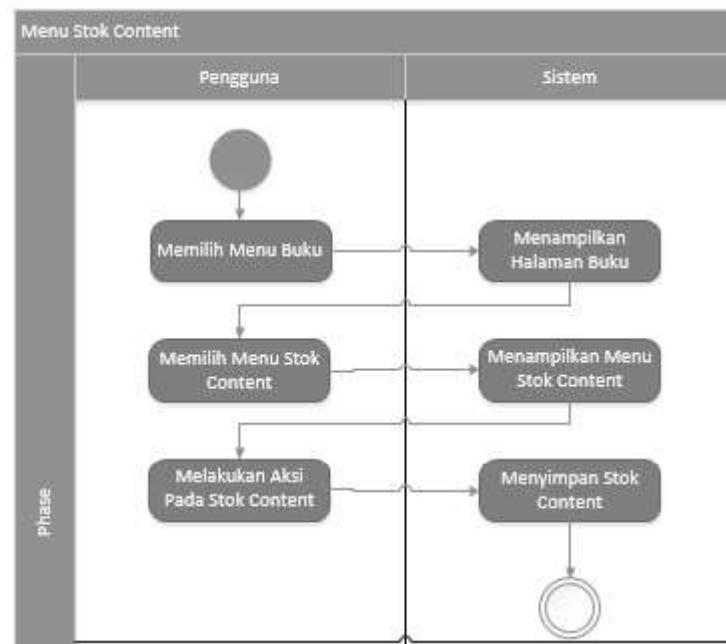 Menu Stok Content
Pengguna
Sistem
Memilih Menu Buku
Menampilkan
Halaman Buku
Memilih Menu Stok
Content
Menampilkan Menu
Stok Content
Melakukan Aksi
Pada Stok Content
Menyimpan Stok
Content
Phase